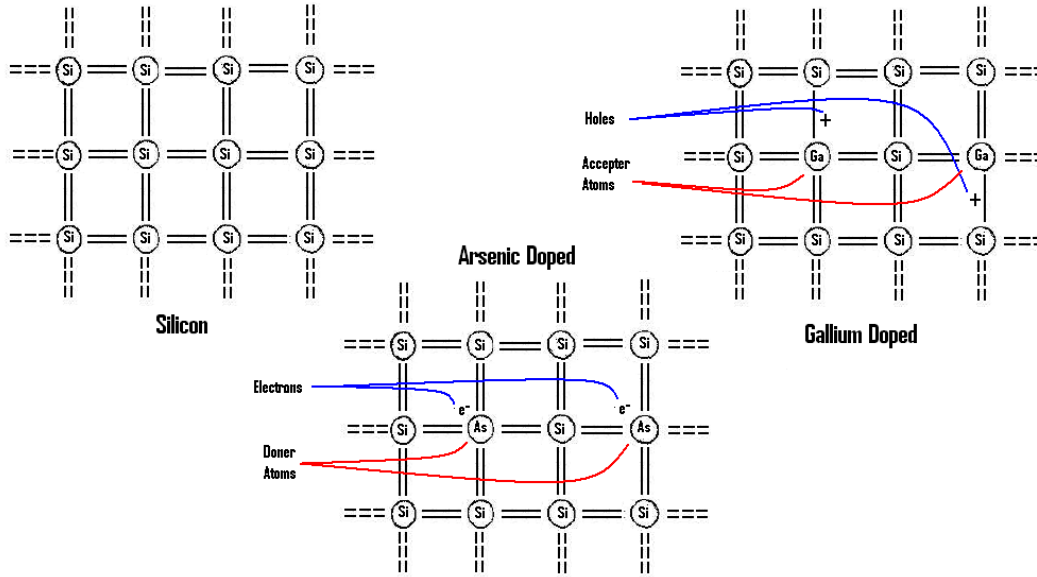 Si Si Si Si
Si Si Si Si
Si Si Si Si
Silicon
Si Si Si Si
Holes
+
Si Ga Si Ga
Accepter
Atoms
+
Si Si Si Si
Gallium Doped
Arsenic Doped
Si Si Si Si
Electrons
e⁻ e⁻
Si As Si As
Doner
Atoms
Si Si Si Si